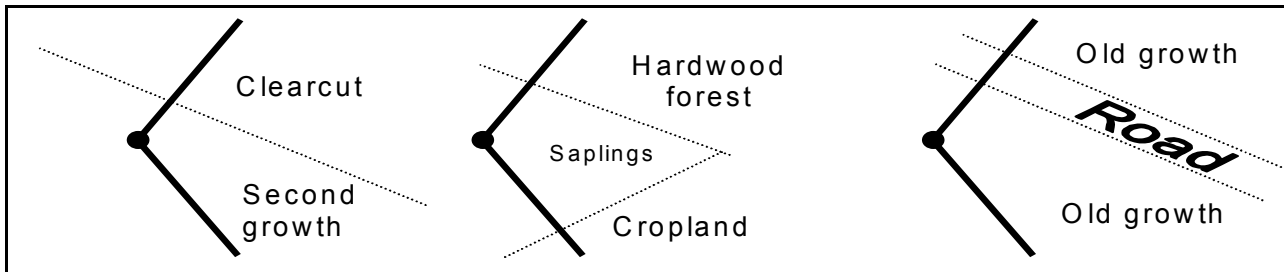 Clearcut
Second
growth
Hardwood
forest
Saplings
Cropland
Old growth
Road
Old growth